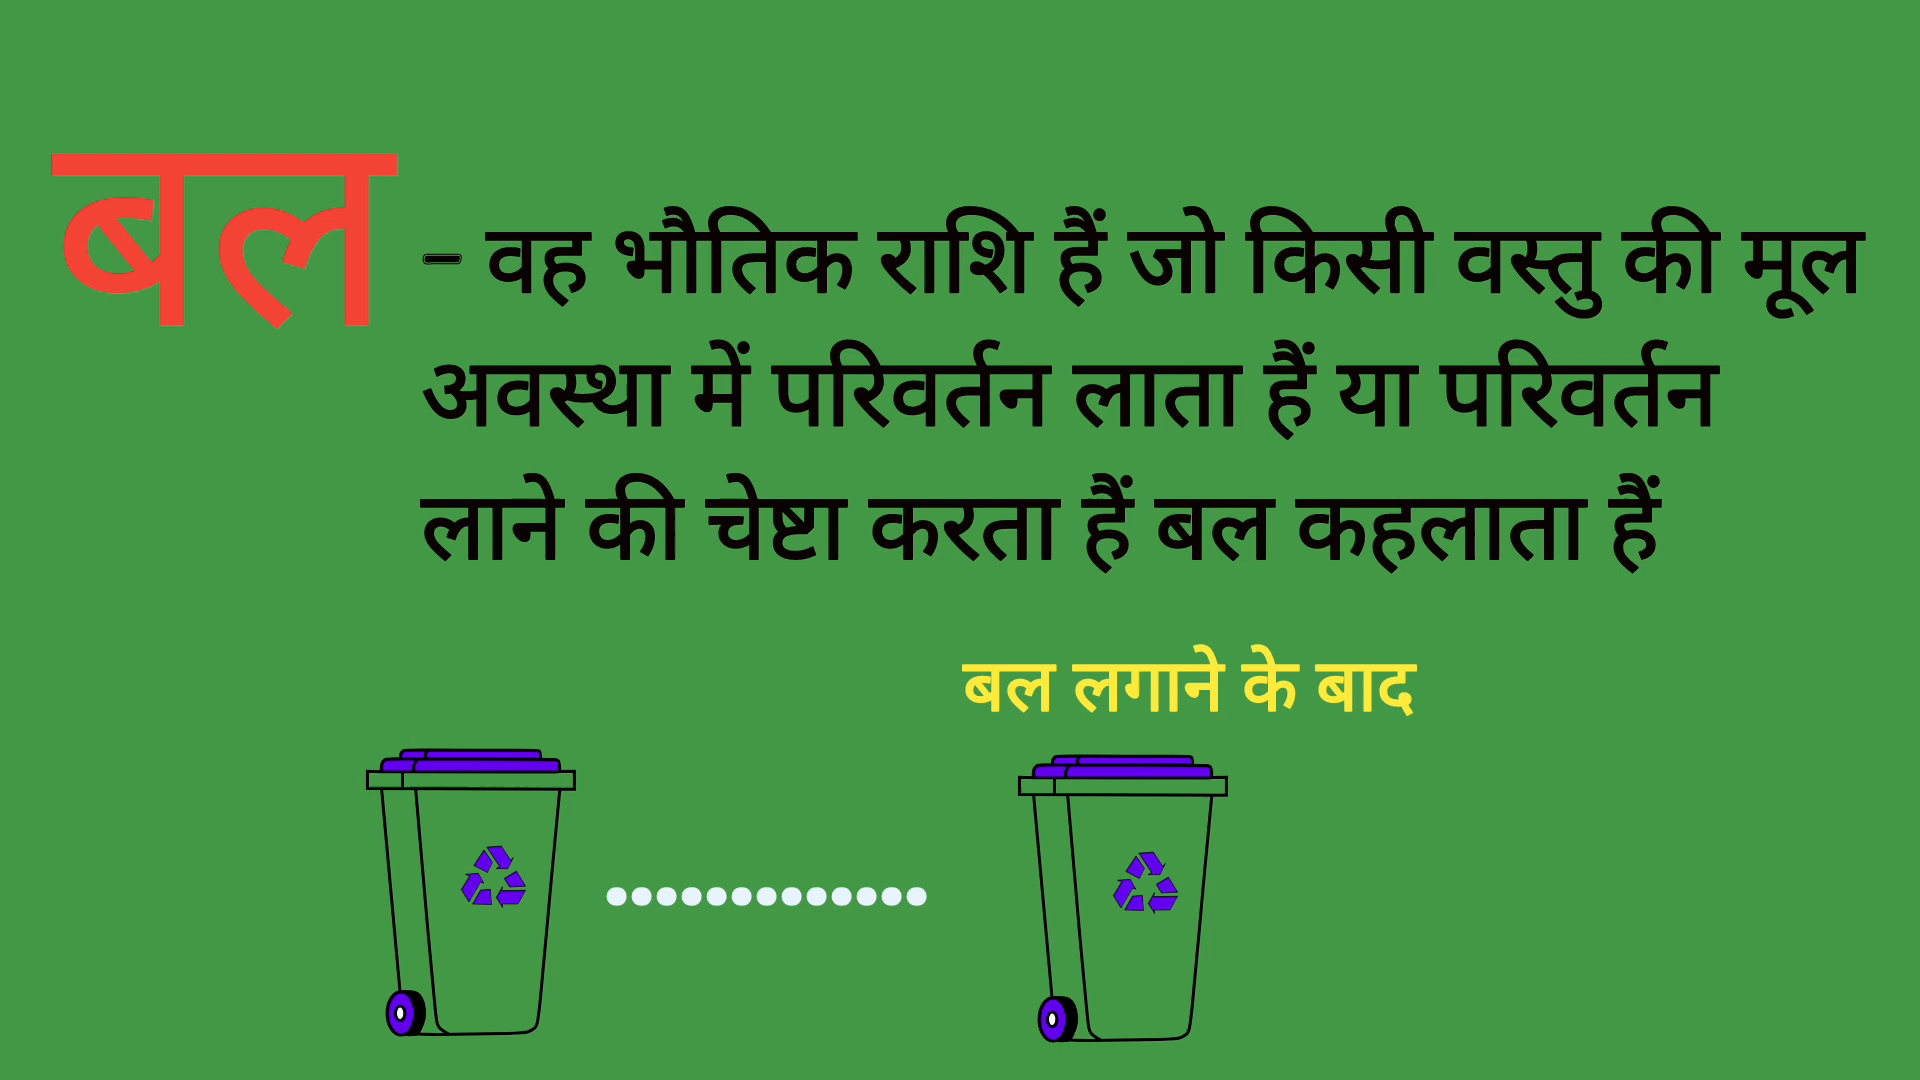 बल - वह भौतिक राशि हैं जो किसी वस्तु की मूल
अवस्था में परिवर्तन लाता हैं या परिवर्तन
लाने की चेष्टा करता हैं बल कहलाता हैं
बल लगाने के बाद